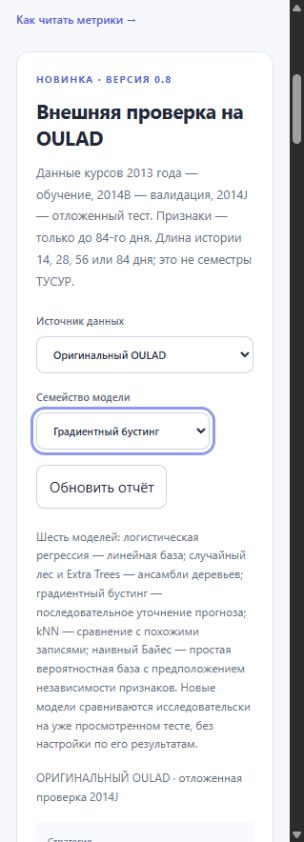 Как читать метрики →
НОВИНКА · ВЕРСИЯ 0.8
Внешняя проверка на
OULAD
Данные курсов 2013 года —
обучение, 2014B — валидация, 2014J
— отложенный тест. Признаки —
только до 84-го дня. Длина истории
14, 28, 56 или 84 дня; это не семестры
ТУСУР.
Источник данных
Оригинальный OULAD
Семейство модели
Градиентный бустинг
Обновить отчёт
Шесть моделей: логистическая
регрессия — линейная база; случайный
лес и Extra Trees — ансамбли деревьев;
градиентный бустинг —
последовательное уточнение прогноза;
kNN — сравнение с похожими
записями; наивный Байес — простая
вероятностная база с предположением
независимости признаков. Новые
модели сравниваются исследовательски
на уже просмотренном тесте, без
настройки по его результатам.
ОРИГИНАЛЬНЫЙ OULAD · отложенная
проверка 2014J
Стратегия